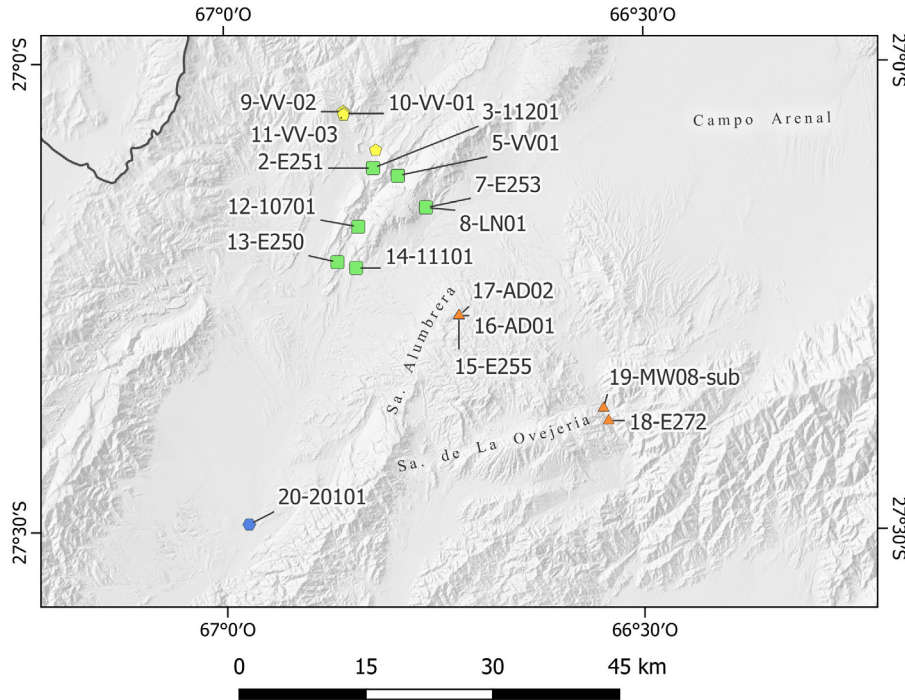 67°0'O 66°30'O
27°0'S
27°0'S
9-VV-02
10-VV-01
3-11201
Campo Arenal
11-VV-03
5-VV01
2-E251
7-E253
12-10701
8-LN01
13-E250
14-11101
17-AD02
Sa. Alumbrera
16-AD01
15-E255
19-MW08-sub
18-E272
Sa. de La Ovejería
20-20101
27°30'S
27°30'S
67°0'O 66°30'O
0 15 30 45 km